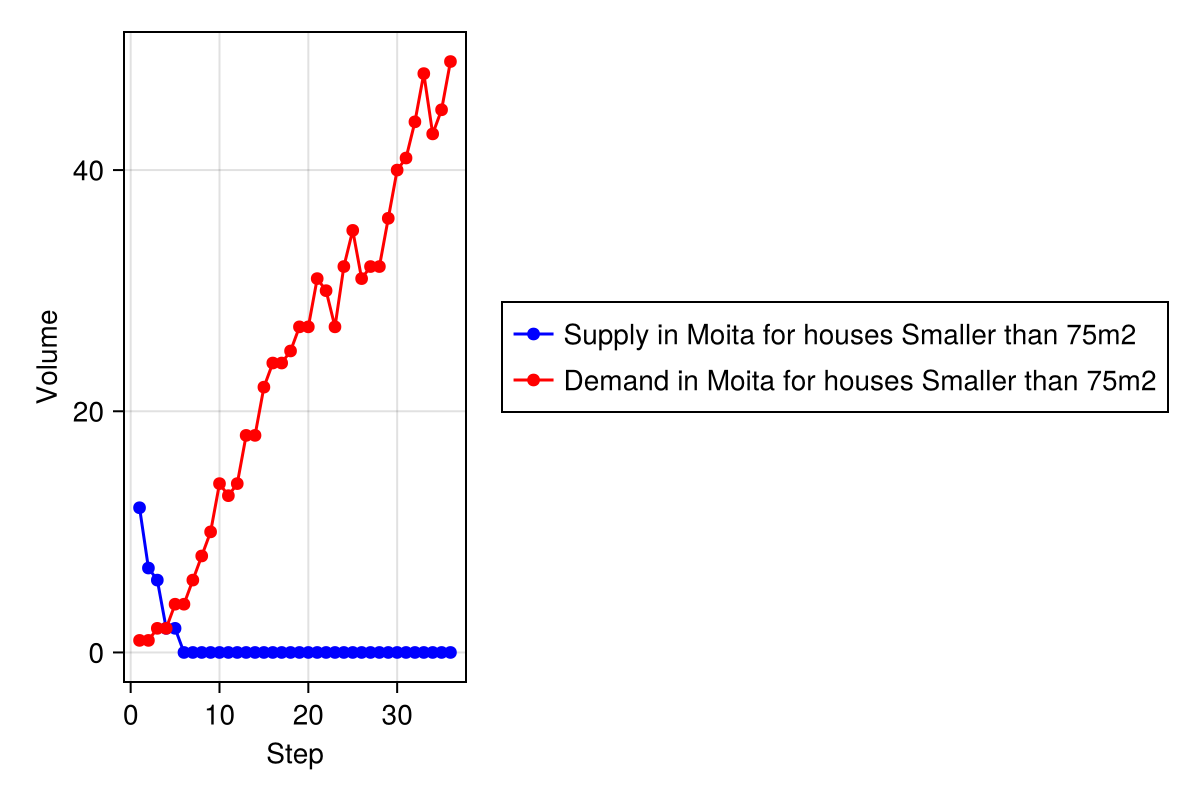 40
20
0
Volume
0 10 20 30
Step
Supply in Moita for houses Smaller than 75m2
Demand in Moita for houses Smaller than 75m2